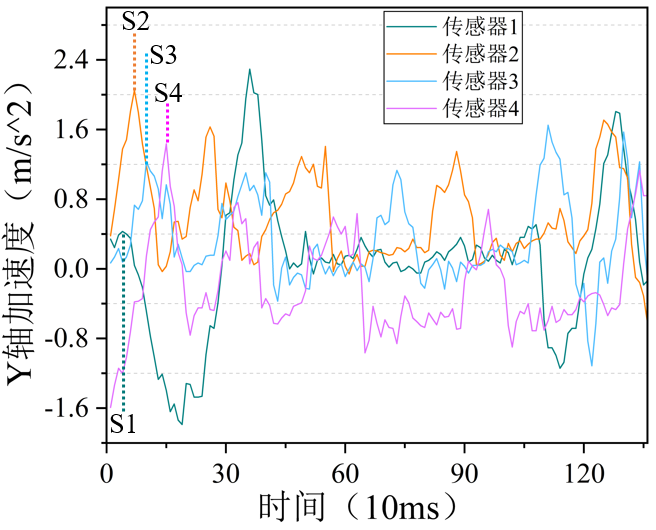 S2
S3
S4
S1
传感器1
传感器2
传感器3
传感器4
2.4
1.6
0.8
0.0
-0.8
-1.6
Y轴加速度（m/s^2）
0
30
60
90
120
时间（10ms）